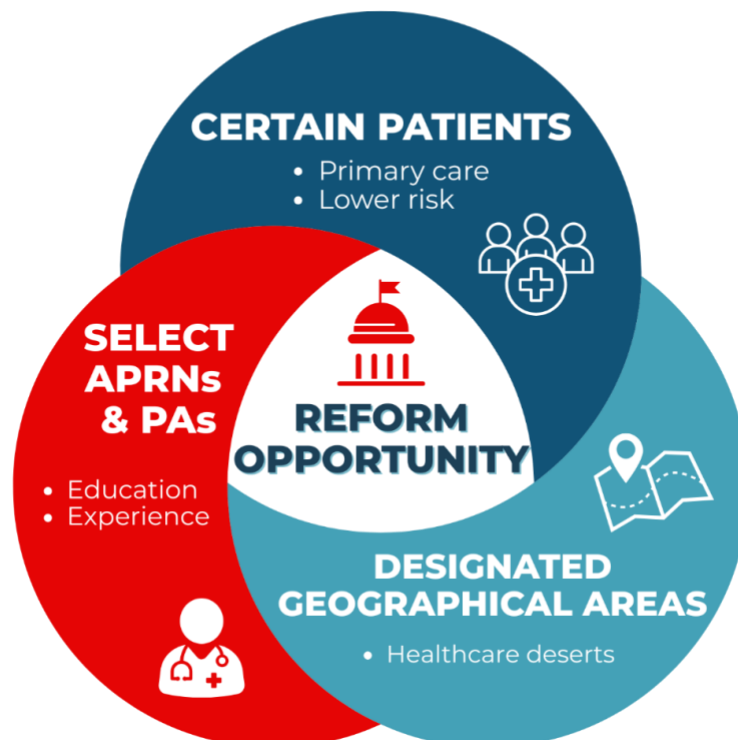 CERTAIN PATIENTS
• Primary care
• Lower risk
SELECT
APRNs
& PAs
• Education
• Experience
REFORM
OPPORTUNITY
DESIGNATED
GEOGRAPHICAL AREAS
• Healthcare deserts